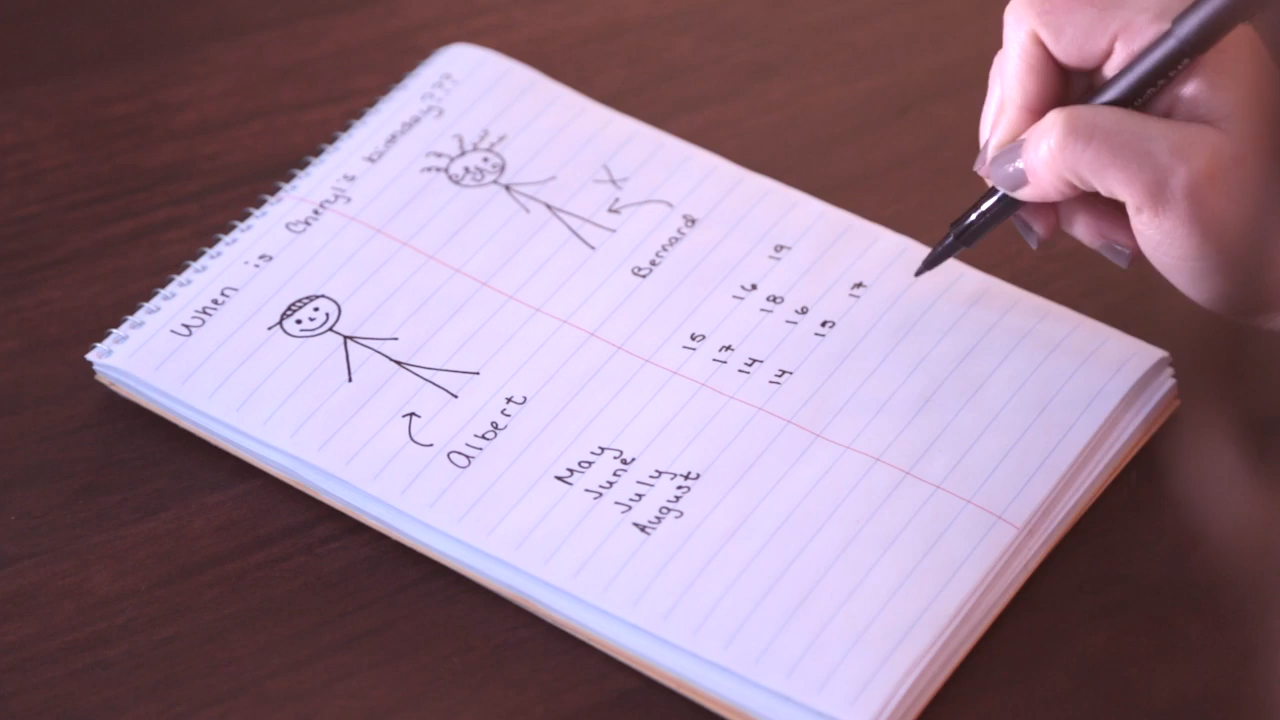 When is Cheryl's birthday???
X
Albert Bernard
May 15 16 19
June 17 18
July 14 16
August 14 15 17